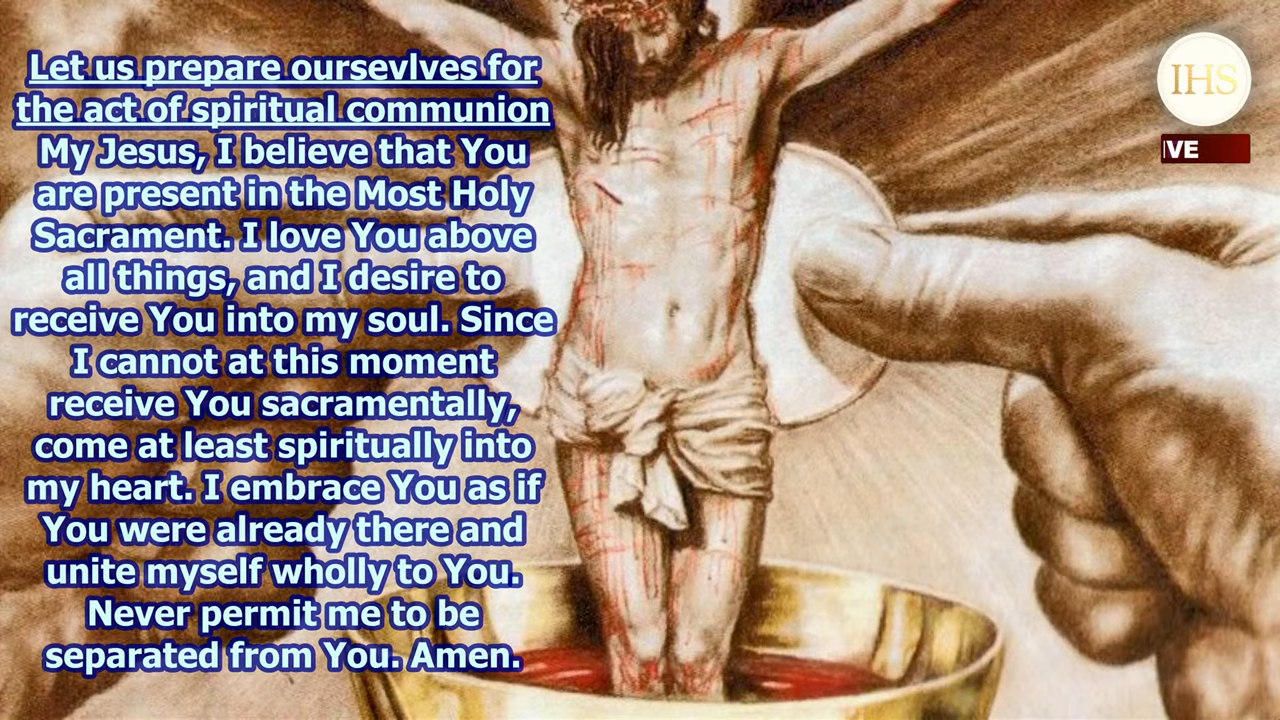 Let us prepare oursevlves for
the act of spiritual communion
My Jesus, I believe that You
are present in the Most Holy
Sacrament. I love You above
all things, and I desire to
receive You into my soul. Since
I cannot at this moment
receive You sacramentally,
come at least spiritually into
my heart. I embrace You as if
You were already there and
unite myself wholly to You.
Never permit me to be
separated from You. Amen.
IHS
IVE